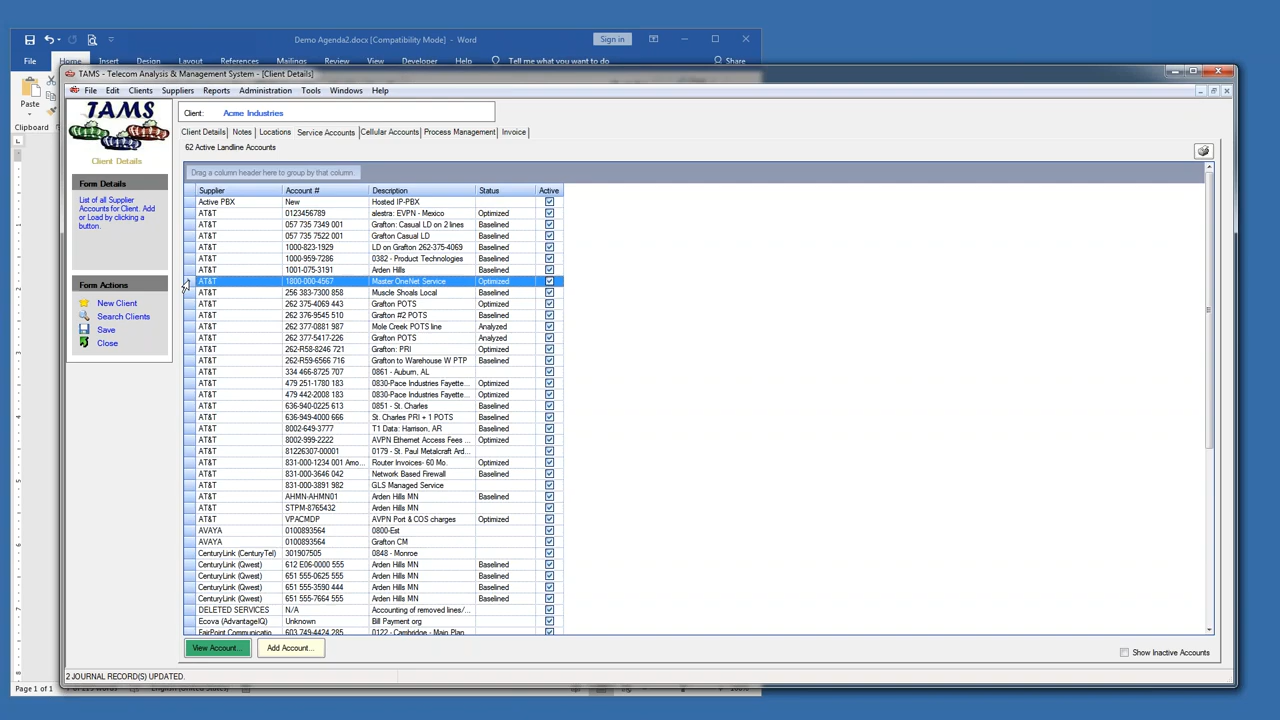 Demo Agenda2.docx [Compatibility Mode] - Word
Sign in
File Home Insert Design Layout References Mailings Review View Developer Help Tell me what you want to do Share
Paste
Clipboard
TAMS - Telecom Analysis & Management System - [Client Details]
File Edit Clients Suppliers Reports Administration Tools Windows Help
TAMS
Client Details
Form Details
List of all Supplier
Accounts for Client. Add
or Load by clicking a
button.
Form Actions
New Client
Search Clients
Save
Close
Client: Acme Industries
Client Details Notes Locations Service Accounts Cellular Accounts Process Management Invoice
62 Active Landline Accounts
Drag a column header here to group by that column.
Supplier Account # Description Status Active
Active PBX New Hosted IP-PBX
AT&T 0123456789 alestra: EVPN - Mexico Optimized
AT&T 057 735 7349 001 Grafton: Casual LD on 2 lines Baselined
AT&T 057 735 7522 001 Grafton Casual LD Baselined
AT&T 1000-823-1929 LD on Grafton 262-375-4069 Baselined
AT&T 1000-959-7286 0382 - Product Technologies Baselined
AT&T 1001-075-3191 Arden Hills Baselined
AT&T 1800-000-4567 Master OneNet Service Optimized
AT&T 256 383-7300 858 Muscle Shoals Local Baselined
AT&T 262 375-4069 443 Grafton POTS Baselined
AT&T 262 376-9545 510 Grafton #2 POTS Baselined
AT&T 262 377-0881 987 Mole Creek POTS line Analyzed
AT&T 262 377-5417-226 Grafton POTS Analyzed
AT&T 262-R58-8246 721 Grafton: PRI Optimized
AT&T 262-R59-6566 716 Grafton to Warehouse W PTP Baselined
AT&T 334 466-8725 707 0861 - Auburn, AL
AT&T 479 251-1780 183 0830-Pace Industries Fayette... Optimized
AT&T 479 442-2008 183 0830-Pace Industries Fayette... Optimized
AT&T 636-940-0225 613 0851 - St. Charles Baselined
AT&T 636-949-4000 666 St. Charles PRI + 1 POTS Baselined
AT&T 8002-649-3777 T1 Data: Harrison, AR Baselined
AT&T 8002-999-2222 AVPN Ethernet Access Fees ... Optimized
AT&T 81226307-00001 0179 - St. Paul Metalcraft Ard...
AT&T 831-000-1234 001 Amo... Router Invoices- 60 Mo. Optimized
AT&T 831-000-3646 042 Network Based Firewall Baselined
AT&T 831-000-3891 982 GLS Managed Service
AT&T AHMN-AHMN01 Arden Hills MN Baselined
AT&T STPM-8765432 Arden Hills MN
AT&T VPACMDP AVPN Port & COS charges Optimized
AVAYA 0100893564 0800-Est
AVAYA 0100893564 Grafton CM
CenturyLink (CenturyTel) 301907505 0848 - Monroe
CenturyLink (Qwest) 612 E06-0000 555 Arden Hills MN Baselined
CenturyLink (Qwest) 651 555-0625 555 Arden Hills MN Baselined
CenturyLink (Qwest) 651 555-3590 444 Arden Hills MN Baselined
CenturyLink (Qwest) 651 555-7664 555 Arden Hills MN Baselined
DELETED SERVICES N/A Accounting of removed lines/...
Ecova (AdvantageIQ) Unknown Bill Payment org
FairPoint Communicatio... 603 749-4424 285 0122 - Cambridge - Main Plan
View Account... Add Account... Show Inactive Accounts
2 JOURNAL RECORD(S) UPDATED.
Page 1 of 1